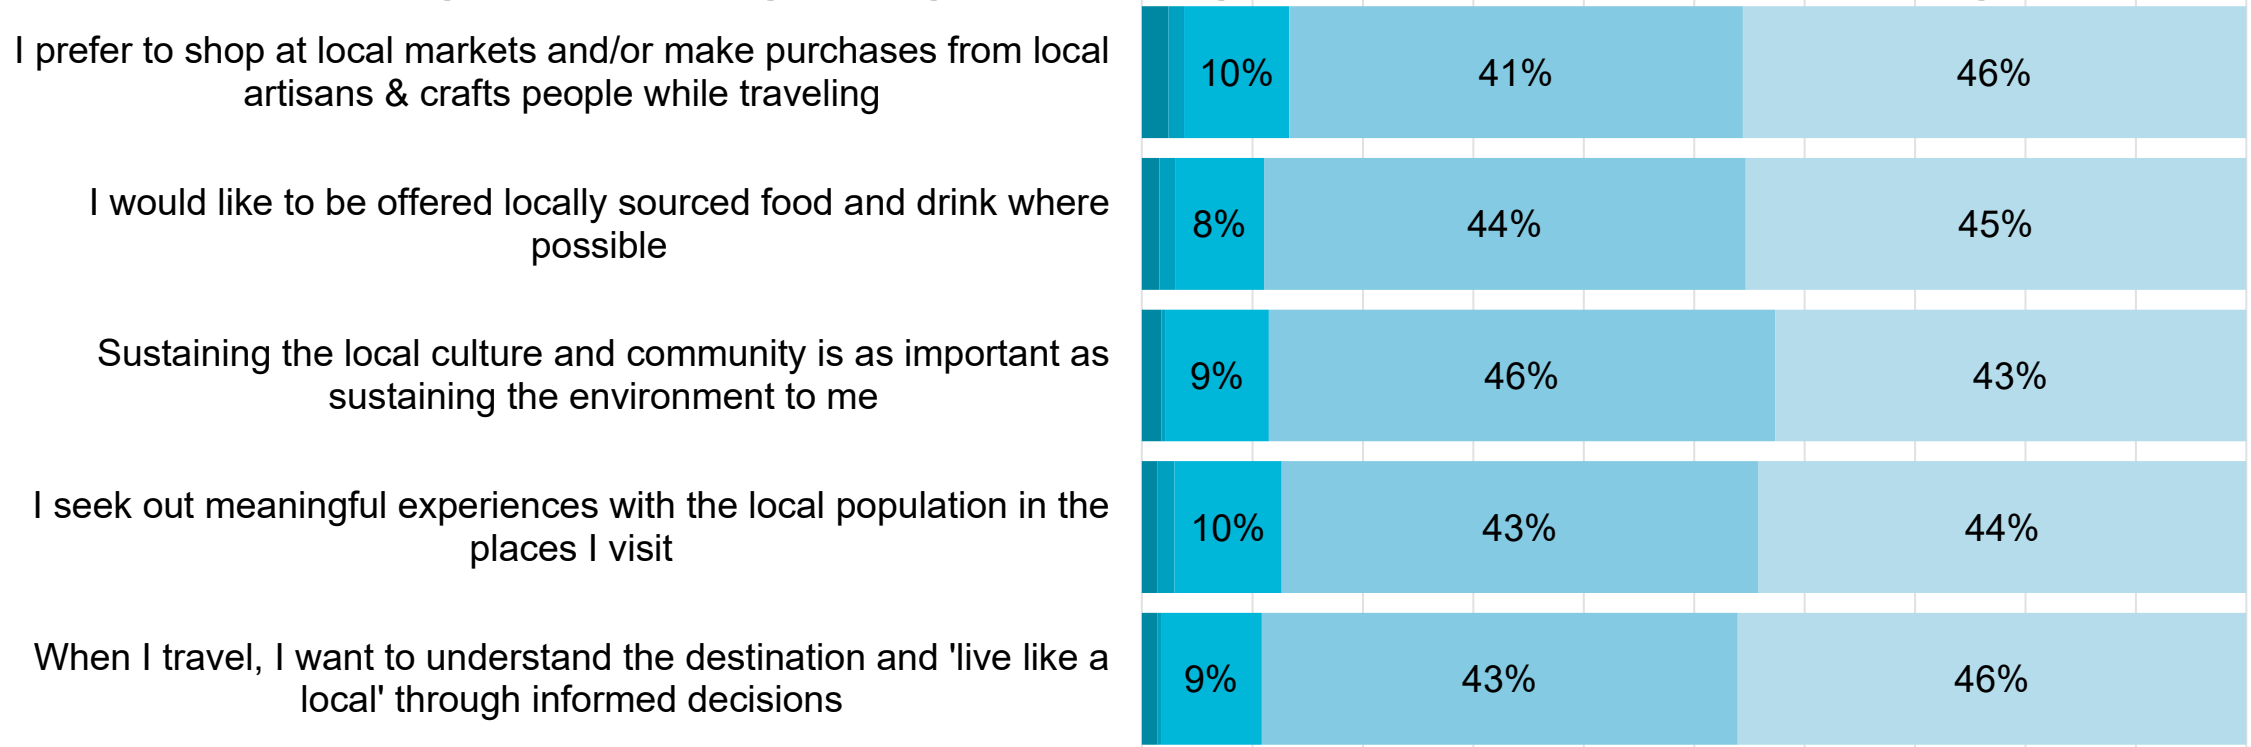 I prefer to shop at local markets and/or make purchases from local
artisans & crafts people while traveling
10% 41% 46%
I would like to be offered locally sourced food and drink where
possible
8% 44% 45%
Sustaining the local culture and community is as important as
sustaining the environment to me
9% 46% 43%
I seek out meaningful experiences with the local population in the
places I visit
10% 43% 44%
When I travel, I want to understand the destination and 'live like a
local' through informed decisions
9% 43% 46%